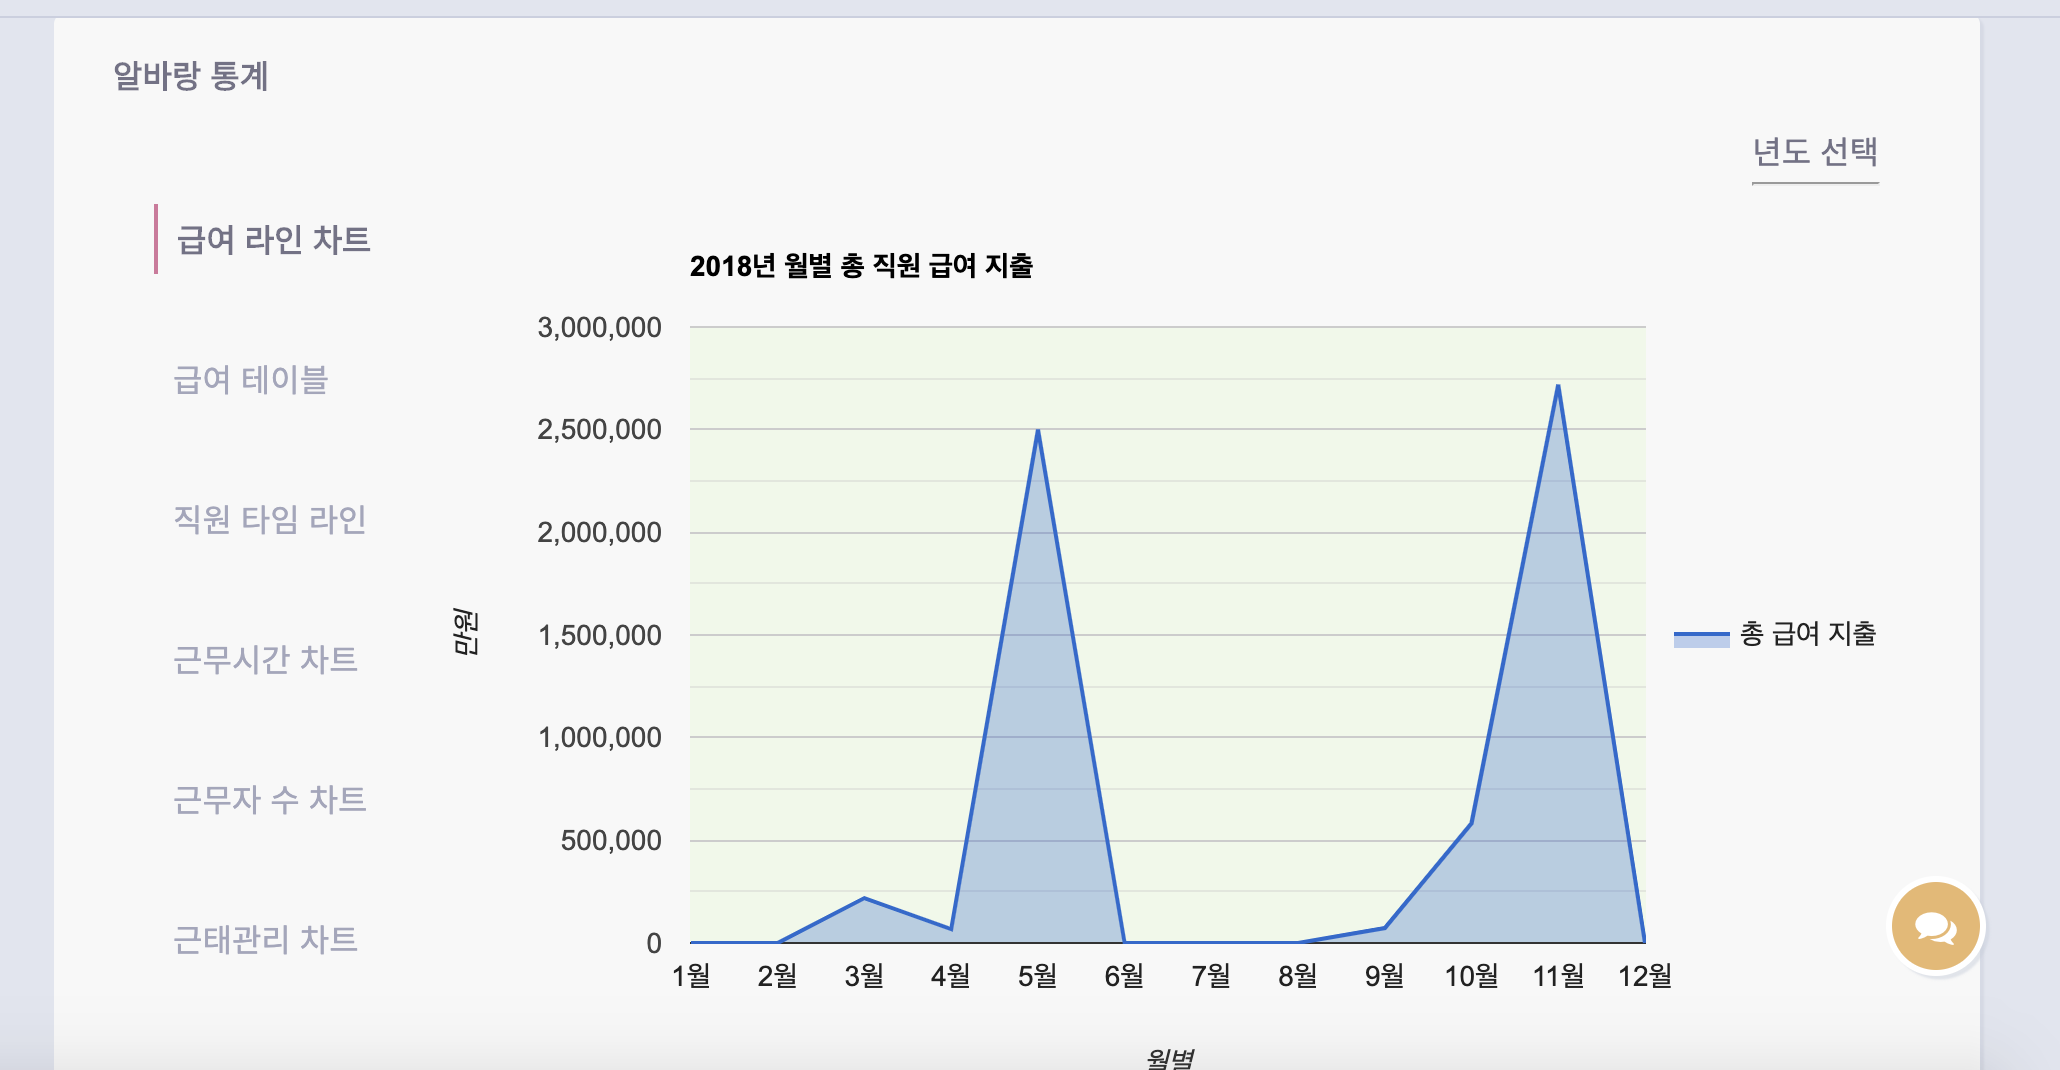 알바랑 통계
년도 선택
급여 라인 차트
급여 테이블
직원 타임 라인
근무시간 차트
근무자 수 차트
근태관리 차트
2018년 월별 총 직원 급여 지출
3,000,000
2,500,000
2,000,000
1,500,000
1,000,000
500,000
0
만원
1월 2월 3월 4월 5월 6월 7월 8월 9월 10월 11월 12월
월별
총 급여 지출